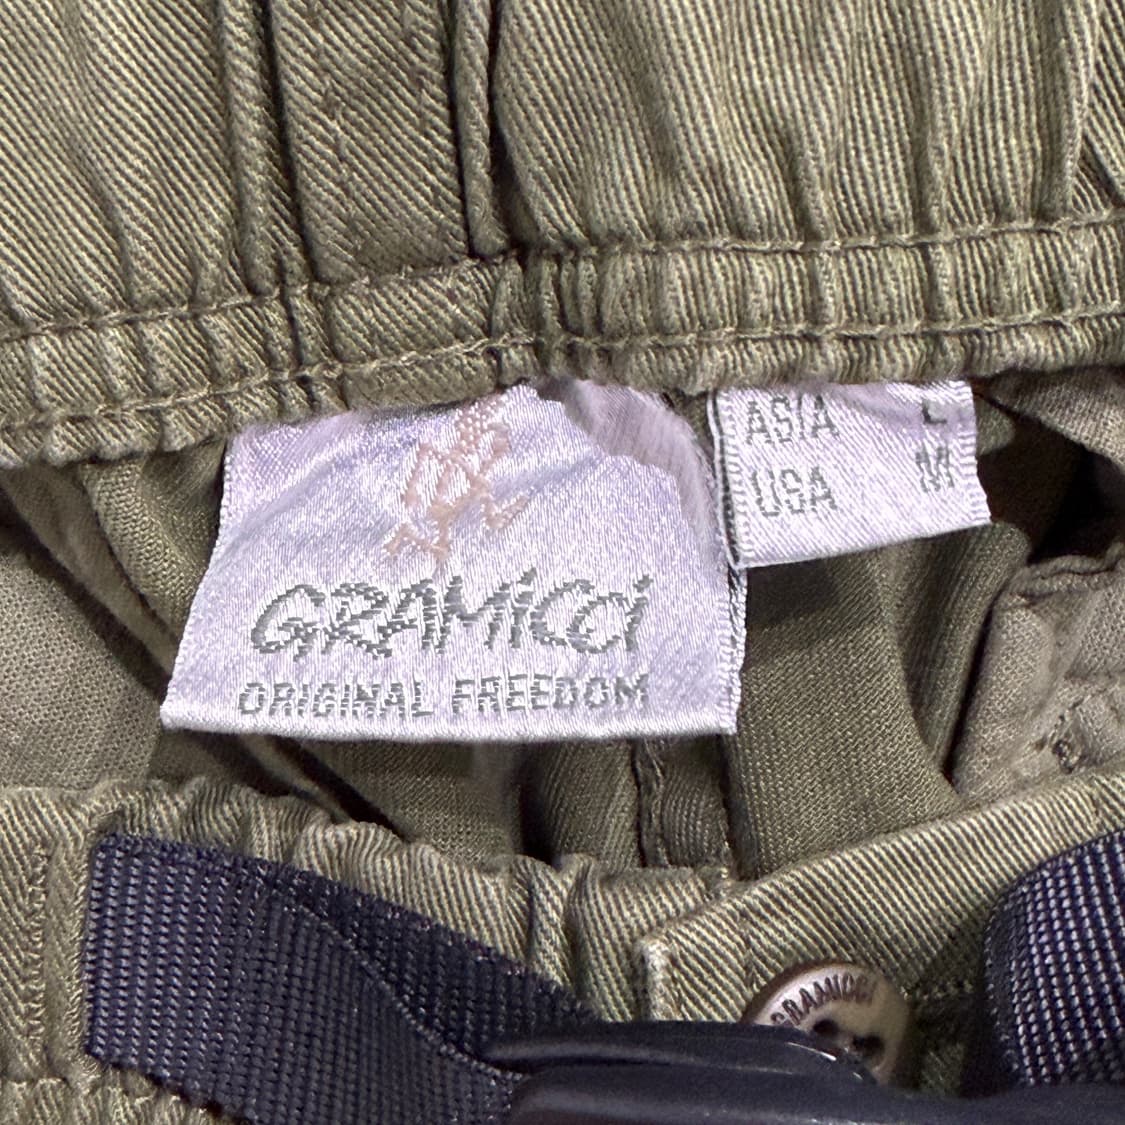 GRAMicci
ORIGINAL FREEDOM
ASIA L
USA M
GRAMICCI